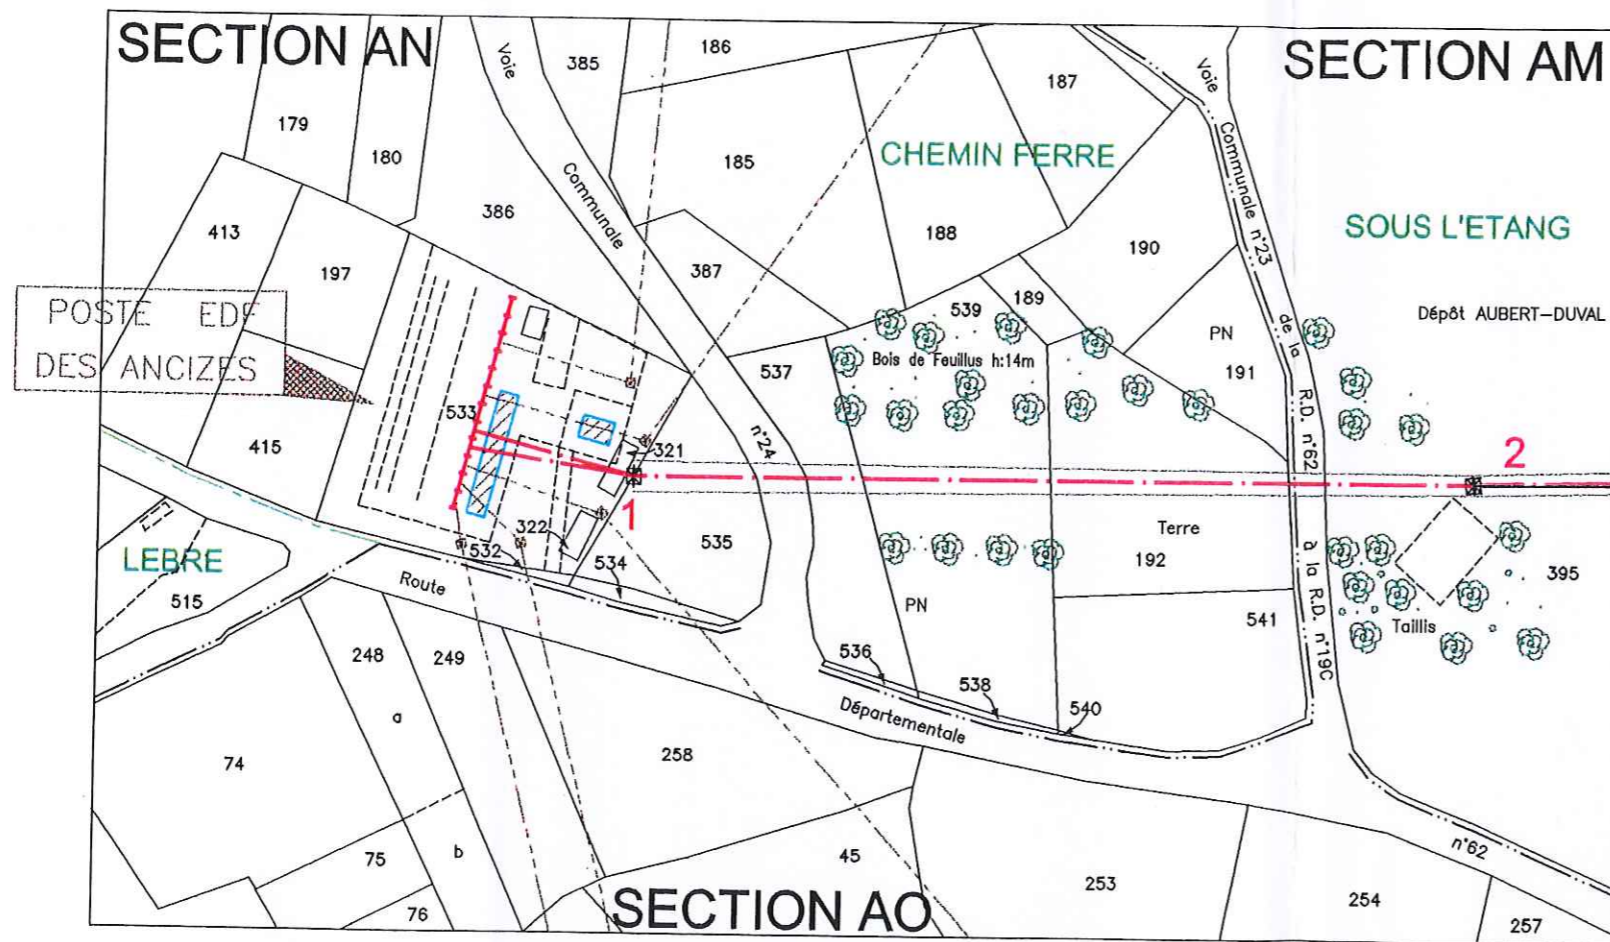 SECTION AN
SECTION AM
Voie
385
186
187
Voie
179
180
185
CHEMIN FERRE
Communale n°23
Communale
386
188
190
SOUS L'ETANG
413
197
387
189
539
de la
PN
191
Dépôt AUBERT-DUVAL
POSTE EDF
DES ANCIZES
537
Bois de Feuillus h:14m
R.D. n°62
533
415
n°24
321
2
1
322
532
534
535
Terre
192
à la R.D. n°19C
395
LEBRE
515
Route
PN
541
Taillis
248
249
536
538
540
a
Départementale
74
258
75
b
45
n°62
253
254
76
SECTION AO
257